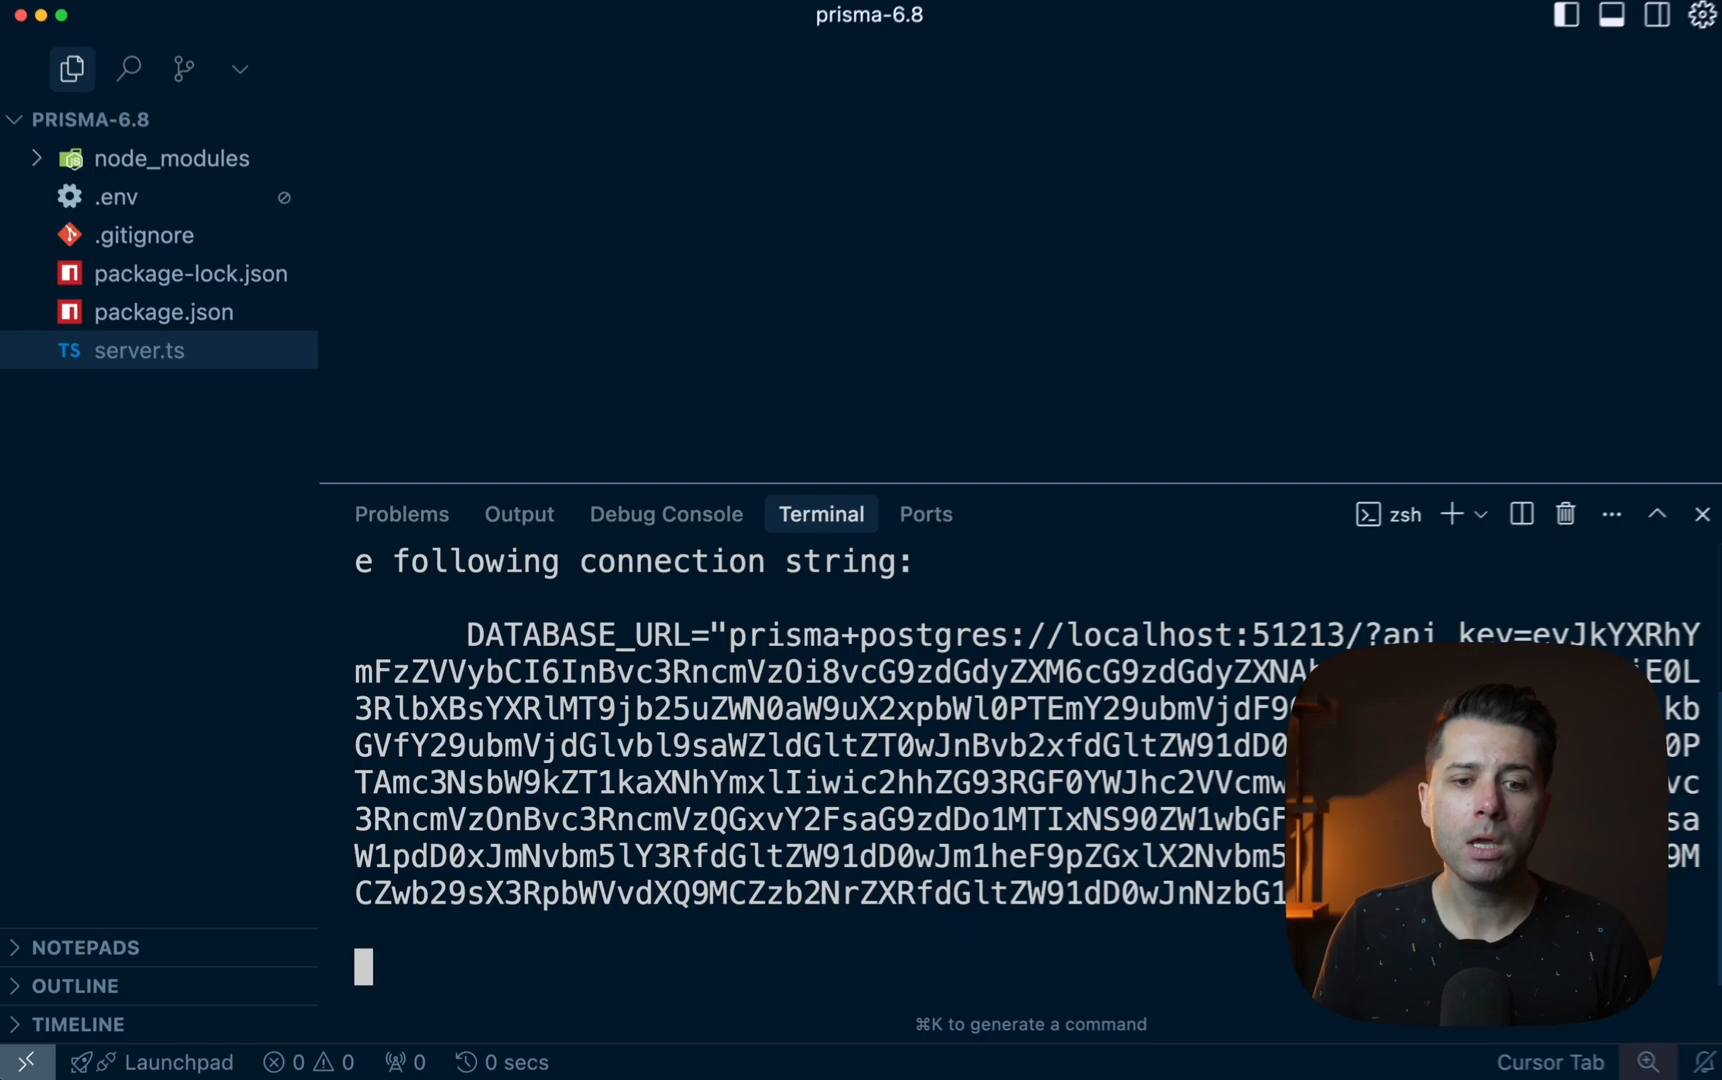 prisma-6.8
PRISMA-6.8
node_modules
.env
.gitignore
package-lock.json
package.json
TS server.ts
Problems Output Debug Console Terminal Ports
zsh
e following connection string:
DATABASE_URL="prisma+postgres://localhost:51213/?api_key=eyJkYXRhY
mFzZVVybCI6InBvc3RncmVzOi8vcG9zdGdyZXM6cG9zdGdyZXNA iE0L
3RlbXBsYXRlMT9jb25uZWN0aW9uX2xpbWl0PTEmY29ubmVjdF9 kb
GVfY29ubmVjdGlvbl9saWZldGltZT0wJnBvb2xfdGltZW91dD0 0P
TAmc3NsbW9kZT1kaXNhYmxlIiwic2hhZG93RGF0YWJhc2VVcmw vc
3RncmVzOnBvc3RncmVzQGxvY2FsaG9zdDo1MTIxNS90ZW1wbGF sa
W1pdD0xJmNvbm5lY3RfdGltZW91dD0wJm1heF9pZGxlX2Nvbm5 9M
CZwb29sX3RpbWVvdXQ9MCZzb2NrZXRfdGltZW91dD0wJnNzbG1
⌘K to generate a command
NOTEPADS
OUTLINE
TIMELINE
Launchpad 0 0 0 0 secs Cursor Tab